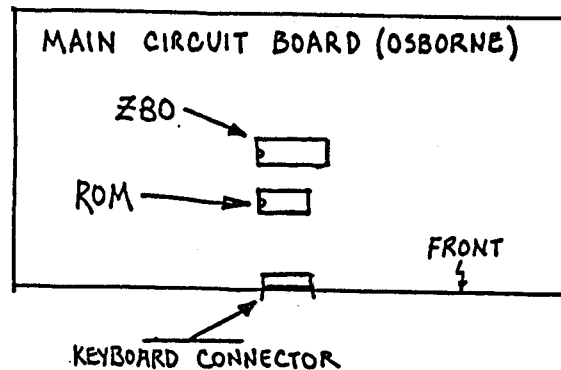 MAIN CIRCUIT BOARD (OSBORNE)
Z80
ROM
FRONT
KEYBOARD CONNECTOR